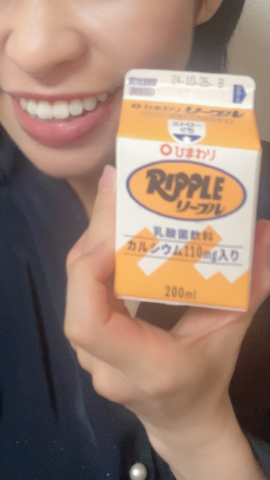 24.10.26. B
ひまわり リープル
ストロー
ぐち
ひまわり
RIPPLE
リープル
乳酸菌飲料
カルシウム110mg入り
200ml